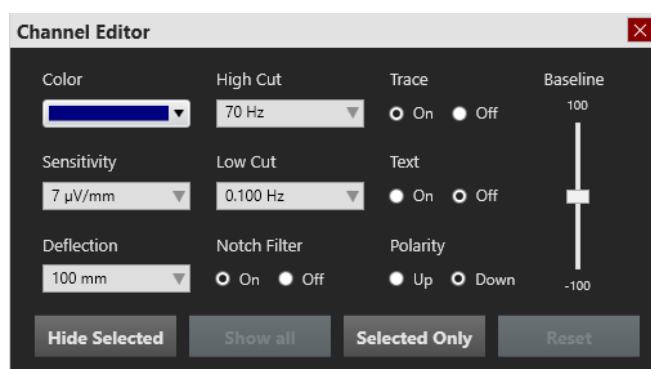 Channel Editor
Color
High Cut
Trace
Baseline
70 Hz
On
Off
100
Sensitivity
Low Cut
Text
7 µV/mm
0.100 Hz
On
Off
Deflection
Notch Filter
Polarity
100 mm
On
Off
Up
Down
-100
Hide Selected
Show all
Selected Only
Reset